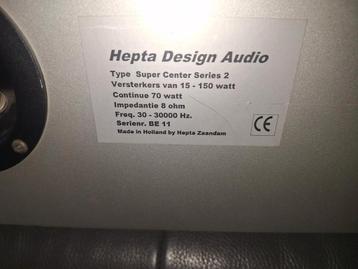 Hepta Design Audio
Type Super Center Series 2
Versterkers van 15 - 150 watt
Continue 70 watt
Impedantie 8 ohm
Freq. 30 - 30000 Hz.
Serienr. BE 11
Made in Holland by Hepta Zaandam
CE